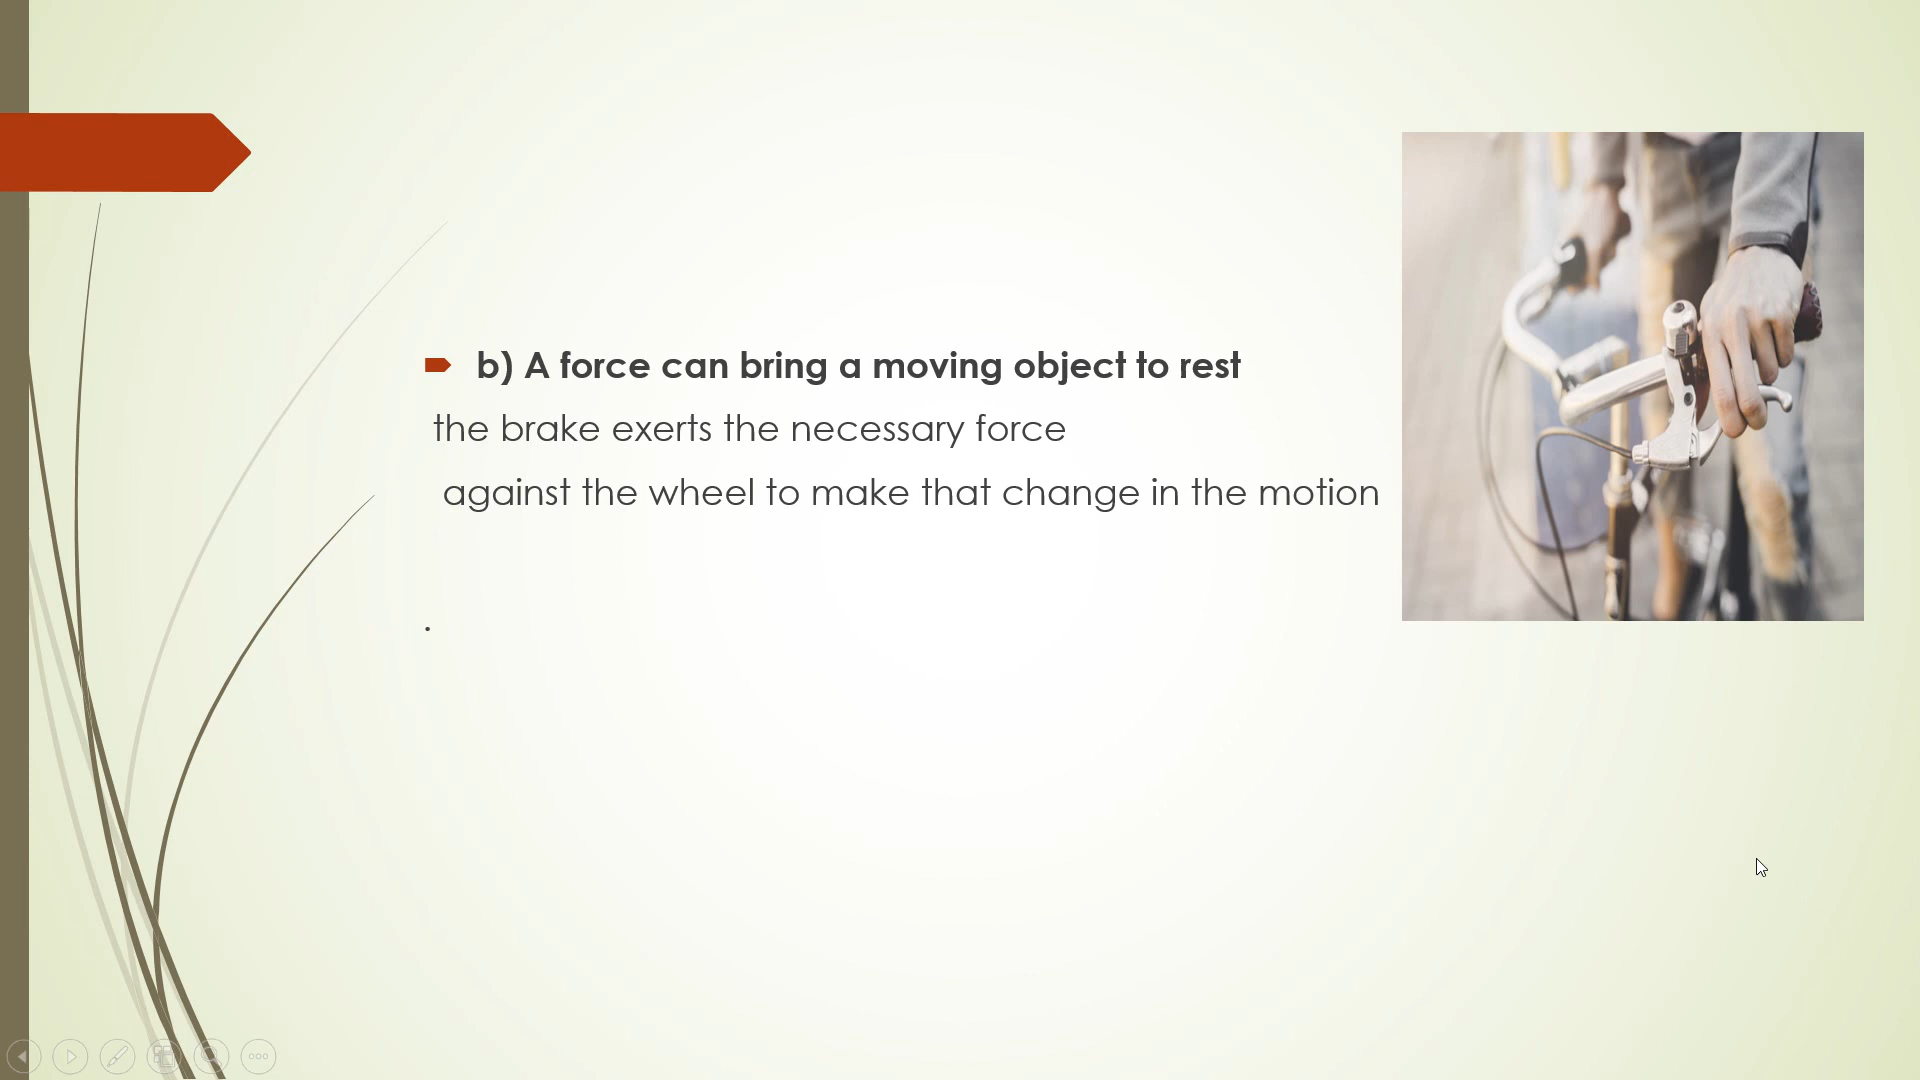 b) A force can bring a moving object to rest
the brake exerts the necessary force
against the wheel to make that change in the motion
.